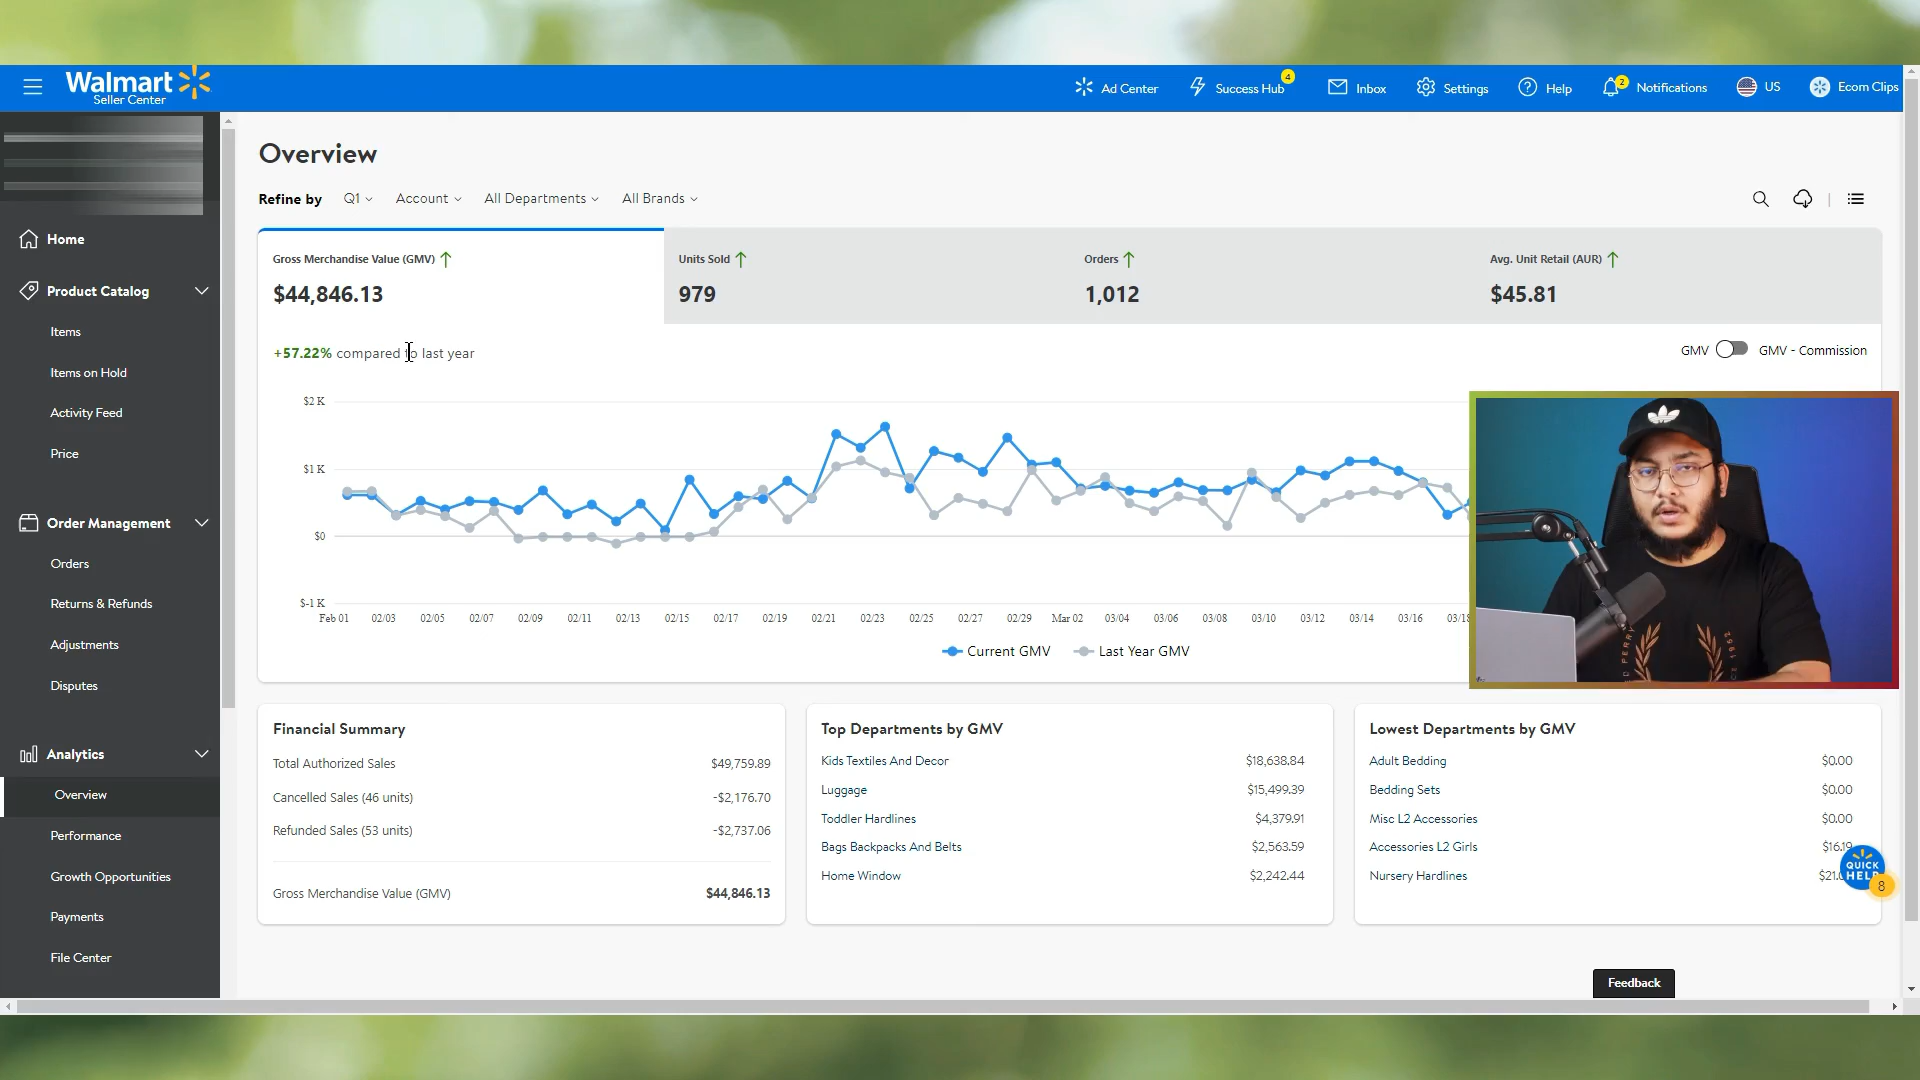 Walmart
Seller Center
Ad Center
Success Hub
4
Inbox
Settings
Help
2
Notifications
US
Ecom Clips
Home
Product Catalog
Items
Items on Hold
Activity Feed
Price
Order Management
Orders
Returns & Refunds
Adjustments
Disputes
Analytics
Overview
Performance
Growth Opportunities
Payments
File Center
Overview
Refine by Q1 Account All Departments All Brands
Gross Merchandise Value (GMV)
$44,846.13
Units Sold
979
Orders
1,012
Avg. Unit Retail (AUR)
$45.81
+57.22% compared to last year
GMV GMV - Commission
$2 K
$1 K
$0
$-1 K
Feb 01 02/03 02/05 02/07 02/09 02/11 02/13 02/15 02/17 02/19 02/21 02/23 02/25 02/27 02/29 Mar 02 03/04 03/06 03/08 03/10 03/12 03/14 03/16 03/18
Current GMV Last Year GMV
Financial Summary
Total Authorized Sales $49,759.89
Cancelled Sales (46 units) -$2,176.70
Refunded Sales (53 units) -$2,737.06
Gross Merchandise Value (GMV) $44,846.13
Top Departments by GMV
Kids Textiles And Decor $18,638.84
Luggage $15,499.39
Toddler Hardlines $4,379.91
Bags Backpacks And Belts $2,563.59
Home Window $2,242.44
Lowest Departments by GMV
Adult Bedding $0.00
Bedding Sets $0.00
Misc L2 Accessories $0.00
Accessories L2 Girls $16.19
Nursery Hardlines $21.
QUICK
HELP
8
Feedback